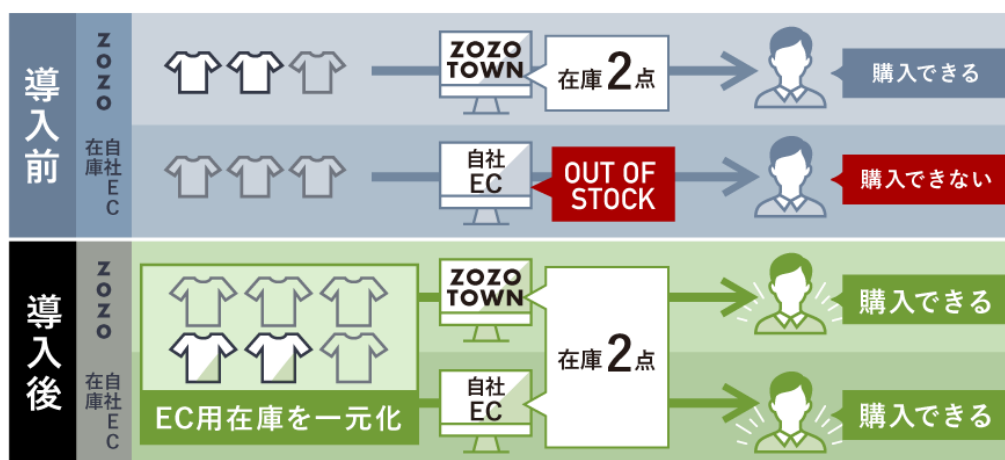 導入前
ZOZO
ZOZO
TOWN
在庫2点
購入できる
自社EC
在庫
自社
EC
OUT OF
STOCK
購入できない
導入後
ZOZO
ZOZO
TOWN
購入できる
在庫2点
自社EC
在庫
EC用在庫を一元化
自社
EC
購入できる